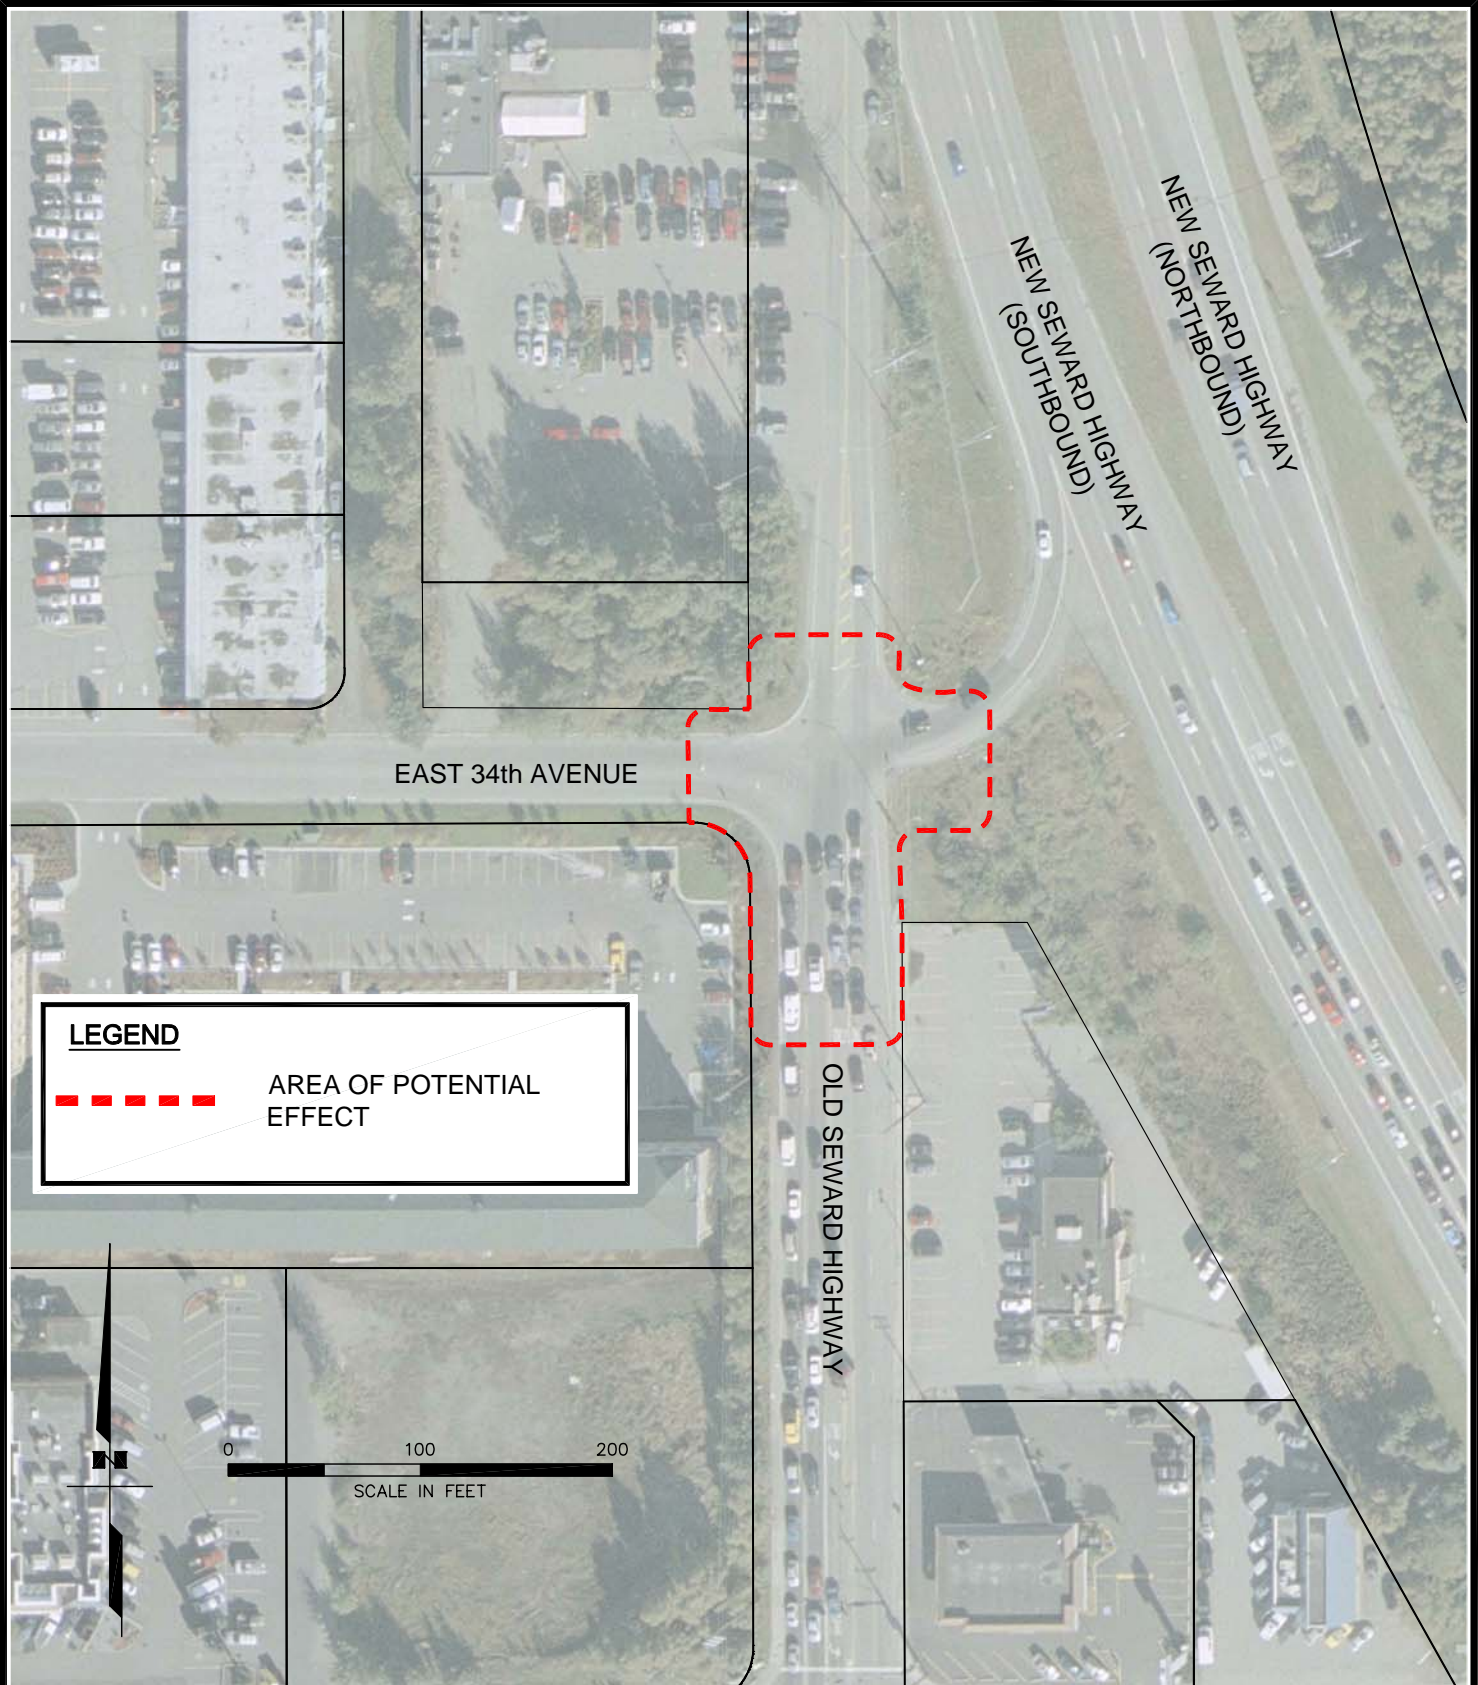 NEW SEWARD HIGHWAY
(NORTHBOUND)
NEW SEWARD HIGHWAY
(SOUTHBOUND)
EAST 34th AVENUE
LEGEND
AREA OF POTENTIAL
EFFECT
OLD SEWARD HIGHWAY
0 100 200
SCALE IN FEET